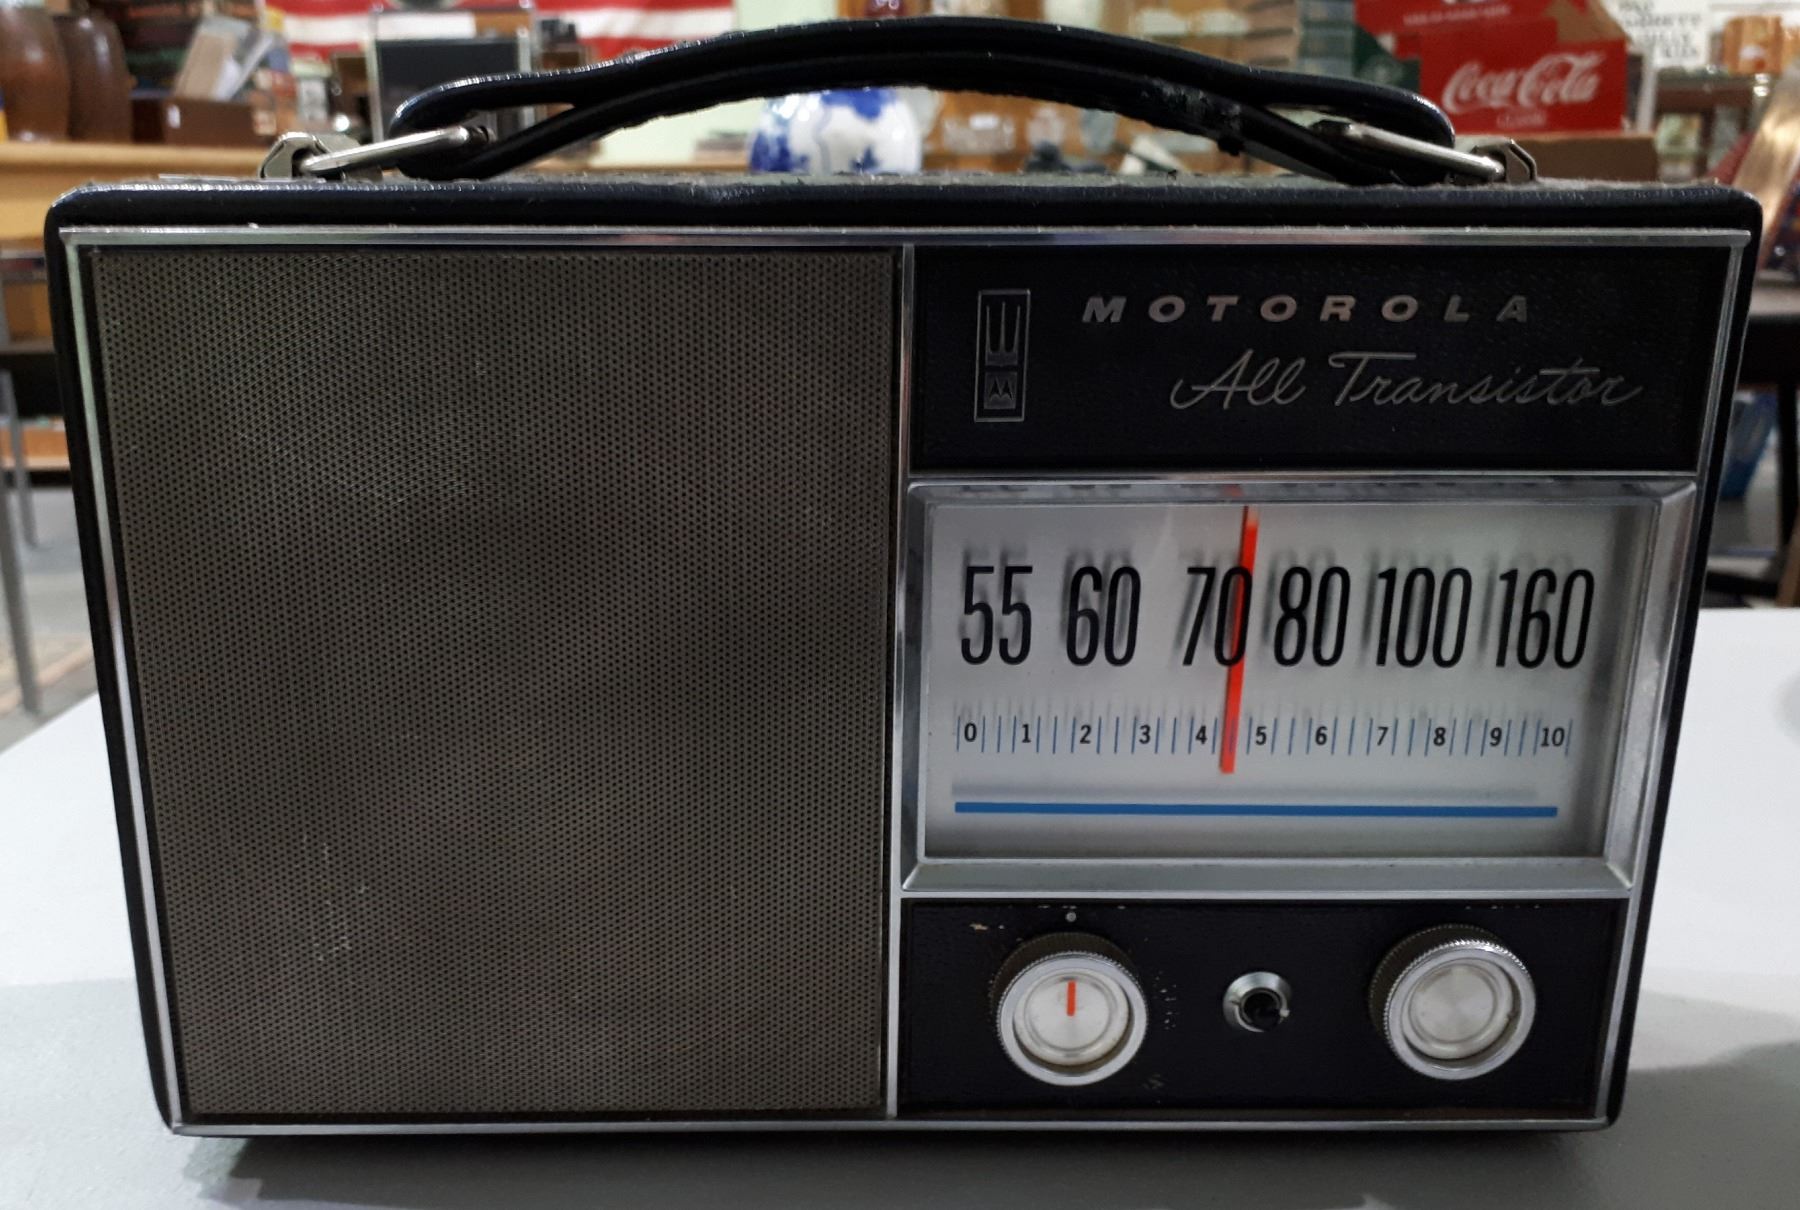 Coca-Cola
CLASSIC
MOTOROLA
All Transistor
55 60 70 80 100 160
0 1 2 3 4 5 6 7 8 9 10